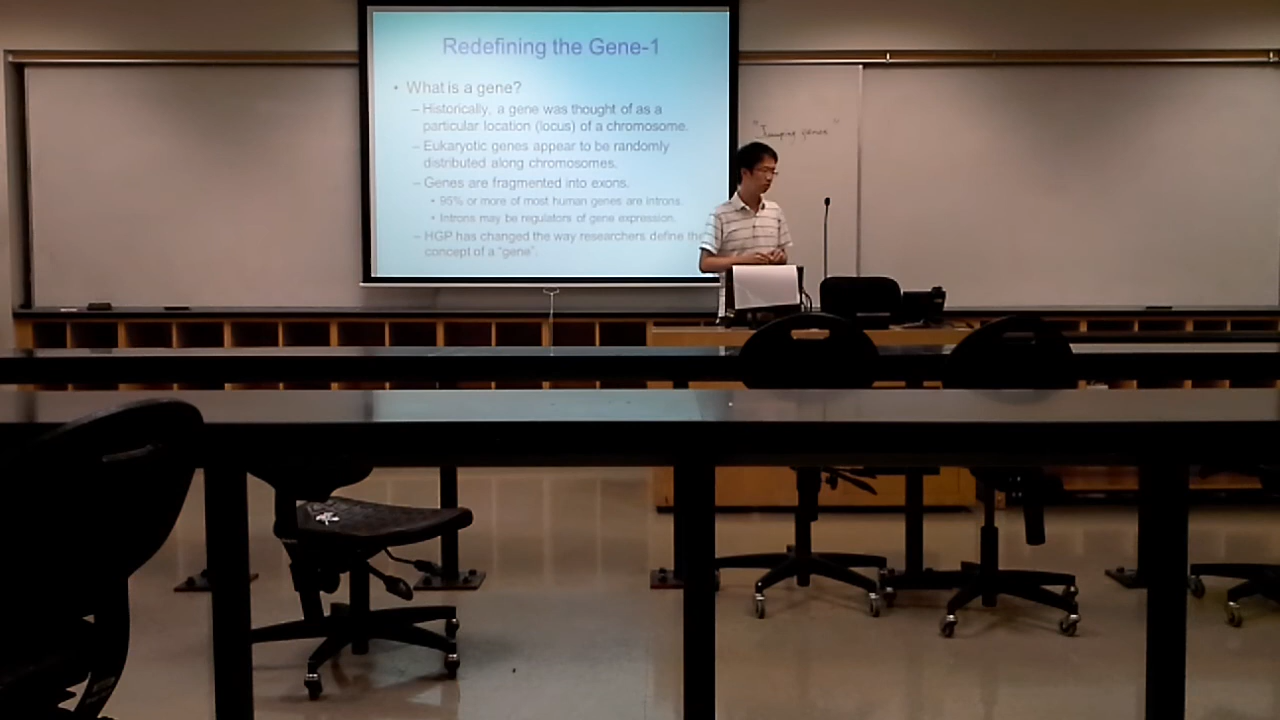 Redefining the Gene-1
• What is a gene?
– Historically, a gene was thought of as a
particular location (locus) of a chromosome.
– Eukaryotic genes appear to be randomly
distributed along chromosomes.
– Genes are fragmented into exons.
• 95% or more of most human genes are introns.
• Introns may be regulators of gene expression.
– HGP has changed the way researchers define the
concept of a "gene".
"Jumping genes"